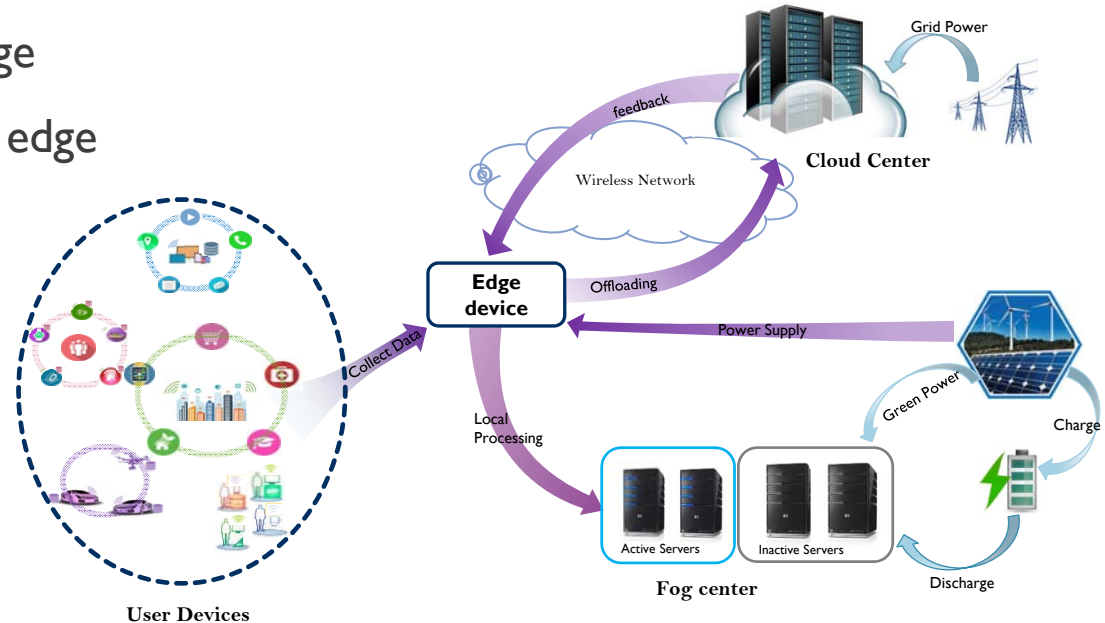 ge
edge
Grid Power
feedback
Cloud Center
Wireless Network
Edge
device
Offloading
Power Supply
Collect Data
Green Power
Local
Processing
Charge
Active Servers
Inactive Servers
Discharge
Fog center
User Devices